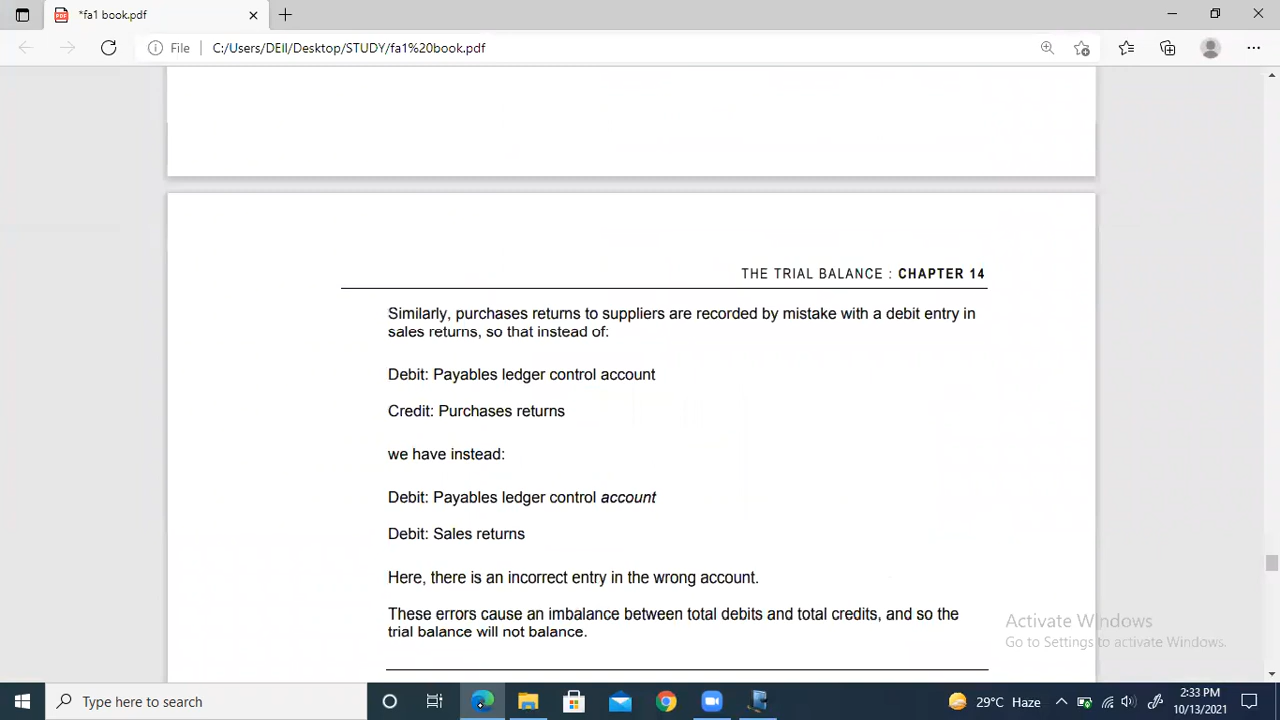 *fa1 book.pdf
File
C:/Users/DEll/Desktop/STUDY/fa1%20book.pdf
THE TRIAL BALANCE : CHAPTER 14
Similarly, purchases returns to suppliers are recorded by mistake with a debit entry in
sales returns, so that instead of:
Debit: Payables ledger control account
Credit: Purchases returns
we have instead:
Debit: Payables ledger control account
Debit: Sales returns
Here, there is an incorrect entry in the wrong account.
These errors cause an imbalance between total debits and total credits, and so the
trial balance will not balance.
Activate Windows
Go to Settings to activate Windows.
Type here to search
29°C Haze
2:33 PM
10/13/2021